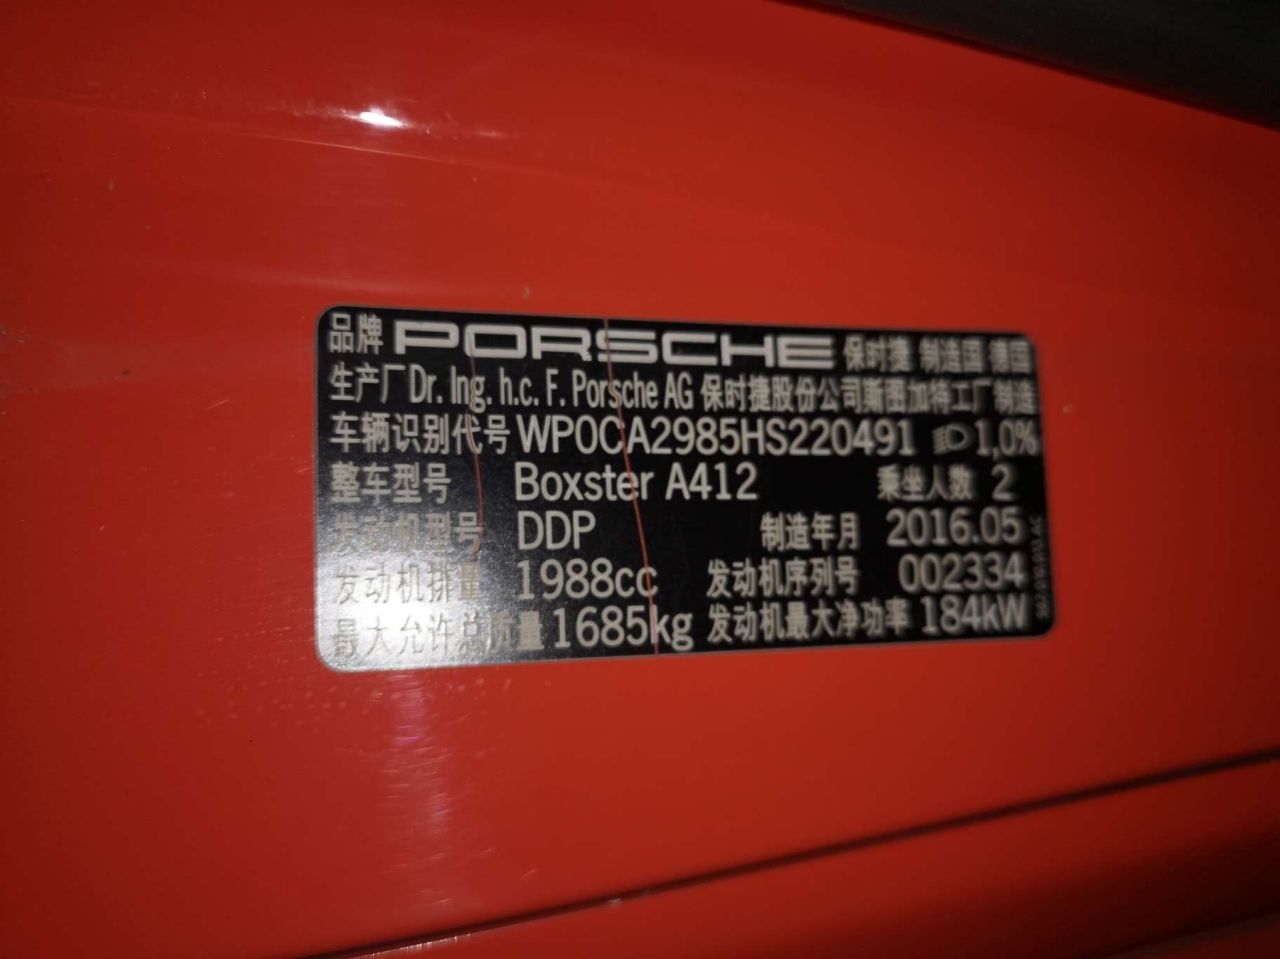 品牌 PORSCHE 保时捷 制造国 德国
生产厂 Dr. Ing. h.c. F. Porsche AG 保时捷股份公司斯图加特工厂制造
车辆识别代号 WP0CA2985HS220491 1,0%
整车型号 Boxster A412 乘坐人数 2
发动机型号 DDP 制造年月 2016.05
发动机排量 1988cc 发动机序列号 002334
最大允许总质量 1685kg 发动机最大净功率 184kW